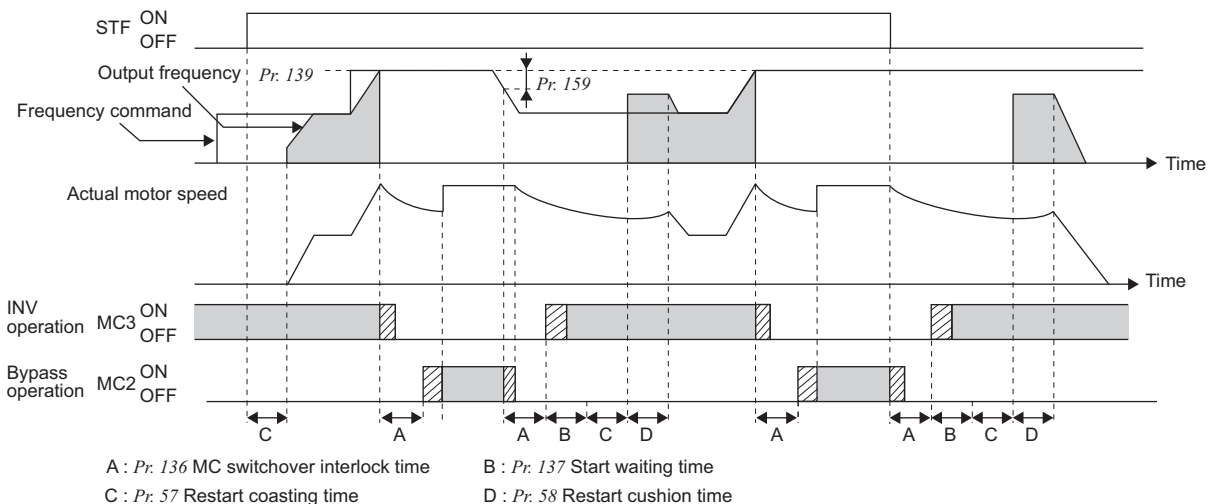 STF ON
OFF
Output frequency
Pr. 139
Pr. 159
Frequency command
Time
Actual motor speed
Time
INV operation MC3 ON
OFF
Bypass operation MC2 ON
OFF
C A A B C D A A B C D
A : Pr. 136 MC switchover interlock time B : Pr. 137 Start waiting time
C : Pr. 57 Restart coasting time D : Pr. 58 Restart cushion time